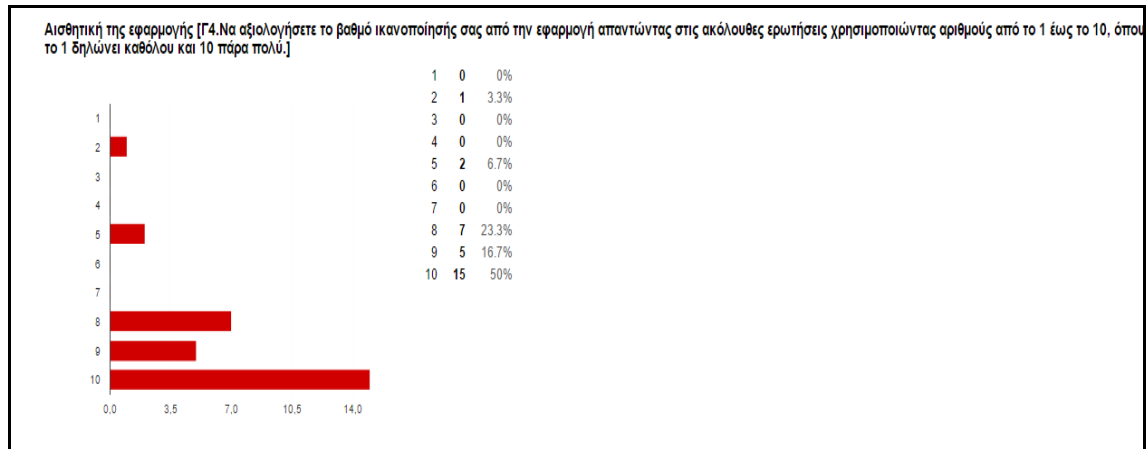 Αισθητική της εφαρμογής [Γ4.Να αξιολογήσετε το βαθμό ικανοποίησής σας από την εφαρμογή απαντώντας στις ακόλουθες ερωτήσεις χρησιμοποιώντας αριθμούς από το 1 έως το 10, όπου
το 1 δηλώνει καθόλου και 10 πάρα πολύ.]
1 0 0%
2 1 3.3%
3 0 0%
4 0 0%
5 2 6.7%
6 0 0%
7 0 0%
8 7 23.3%
9 5 16.7%
10 15 50%
1
2
3
4
5
6
7
8
9
10
0,0 3,5 7,0 10,5 14,0